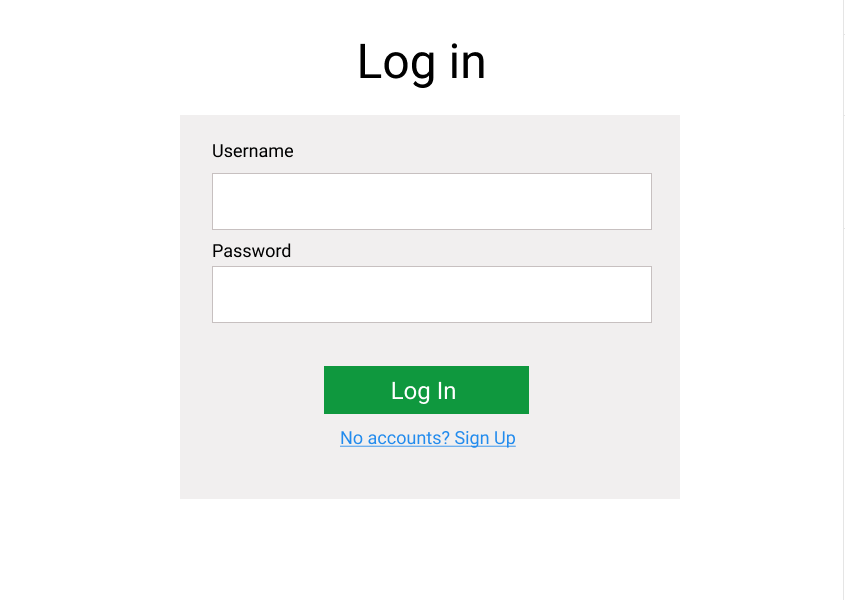 Log in
Username
Password
Log In
No accounts? Sign Up